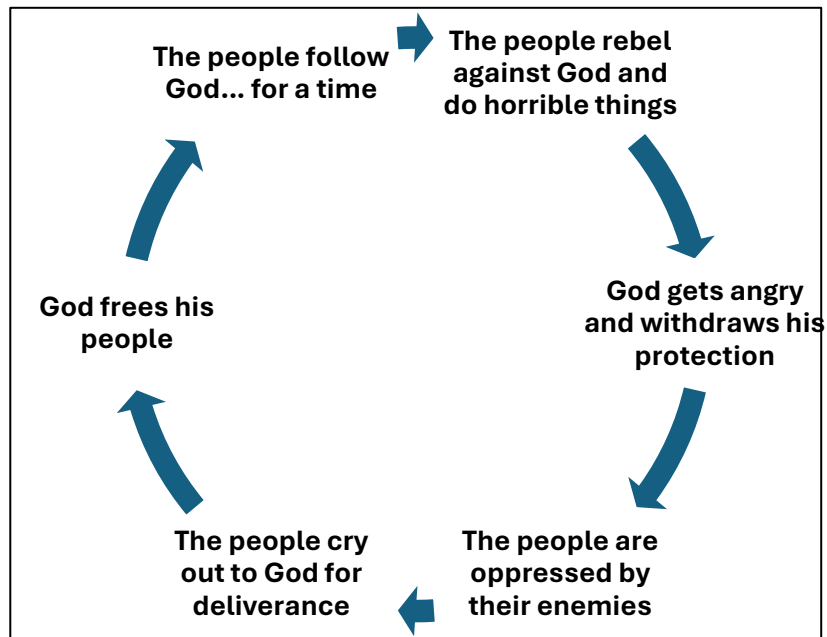 The people follow
God... for a time
The people rebel
against God and
do horrible things
God gets angry
and withdraws his
protection
The people are
oppressed by
their enemies
The people cry
out to God for
deliverance
God frees his
people